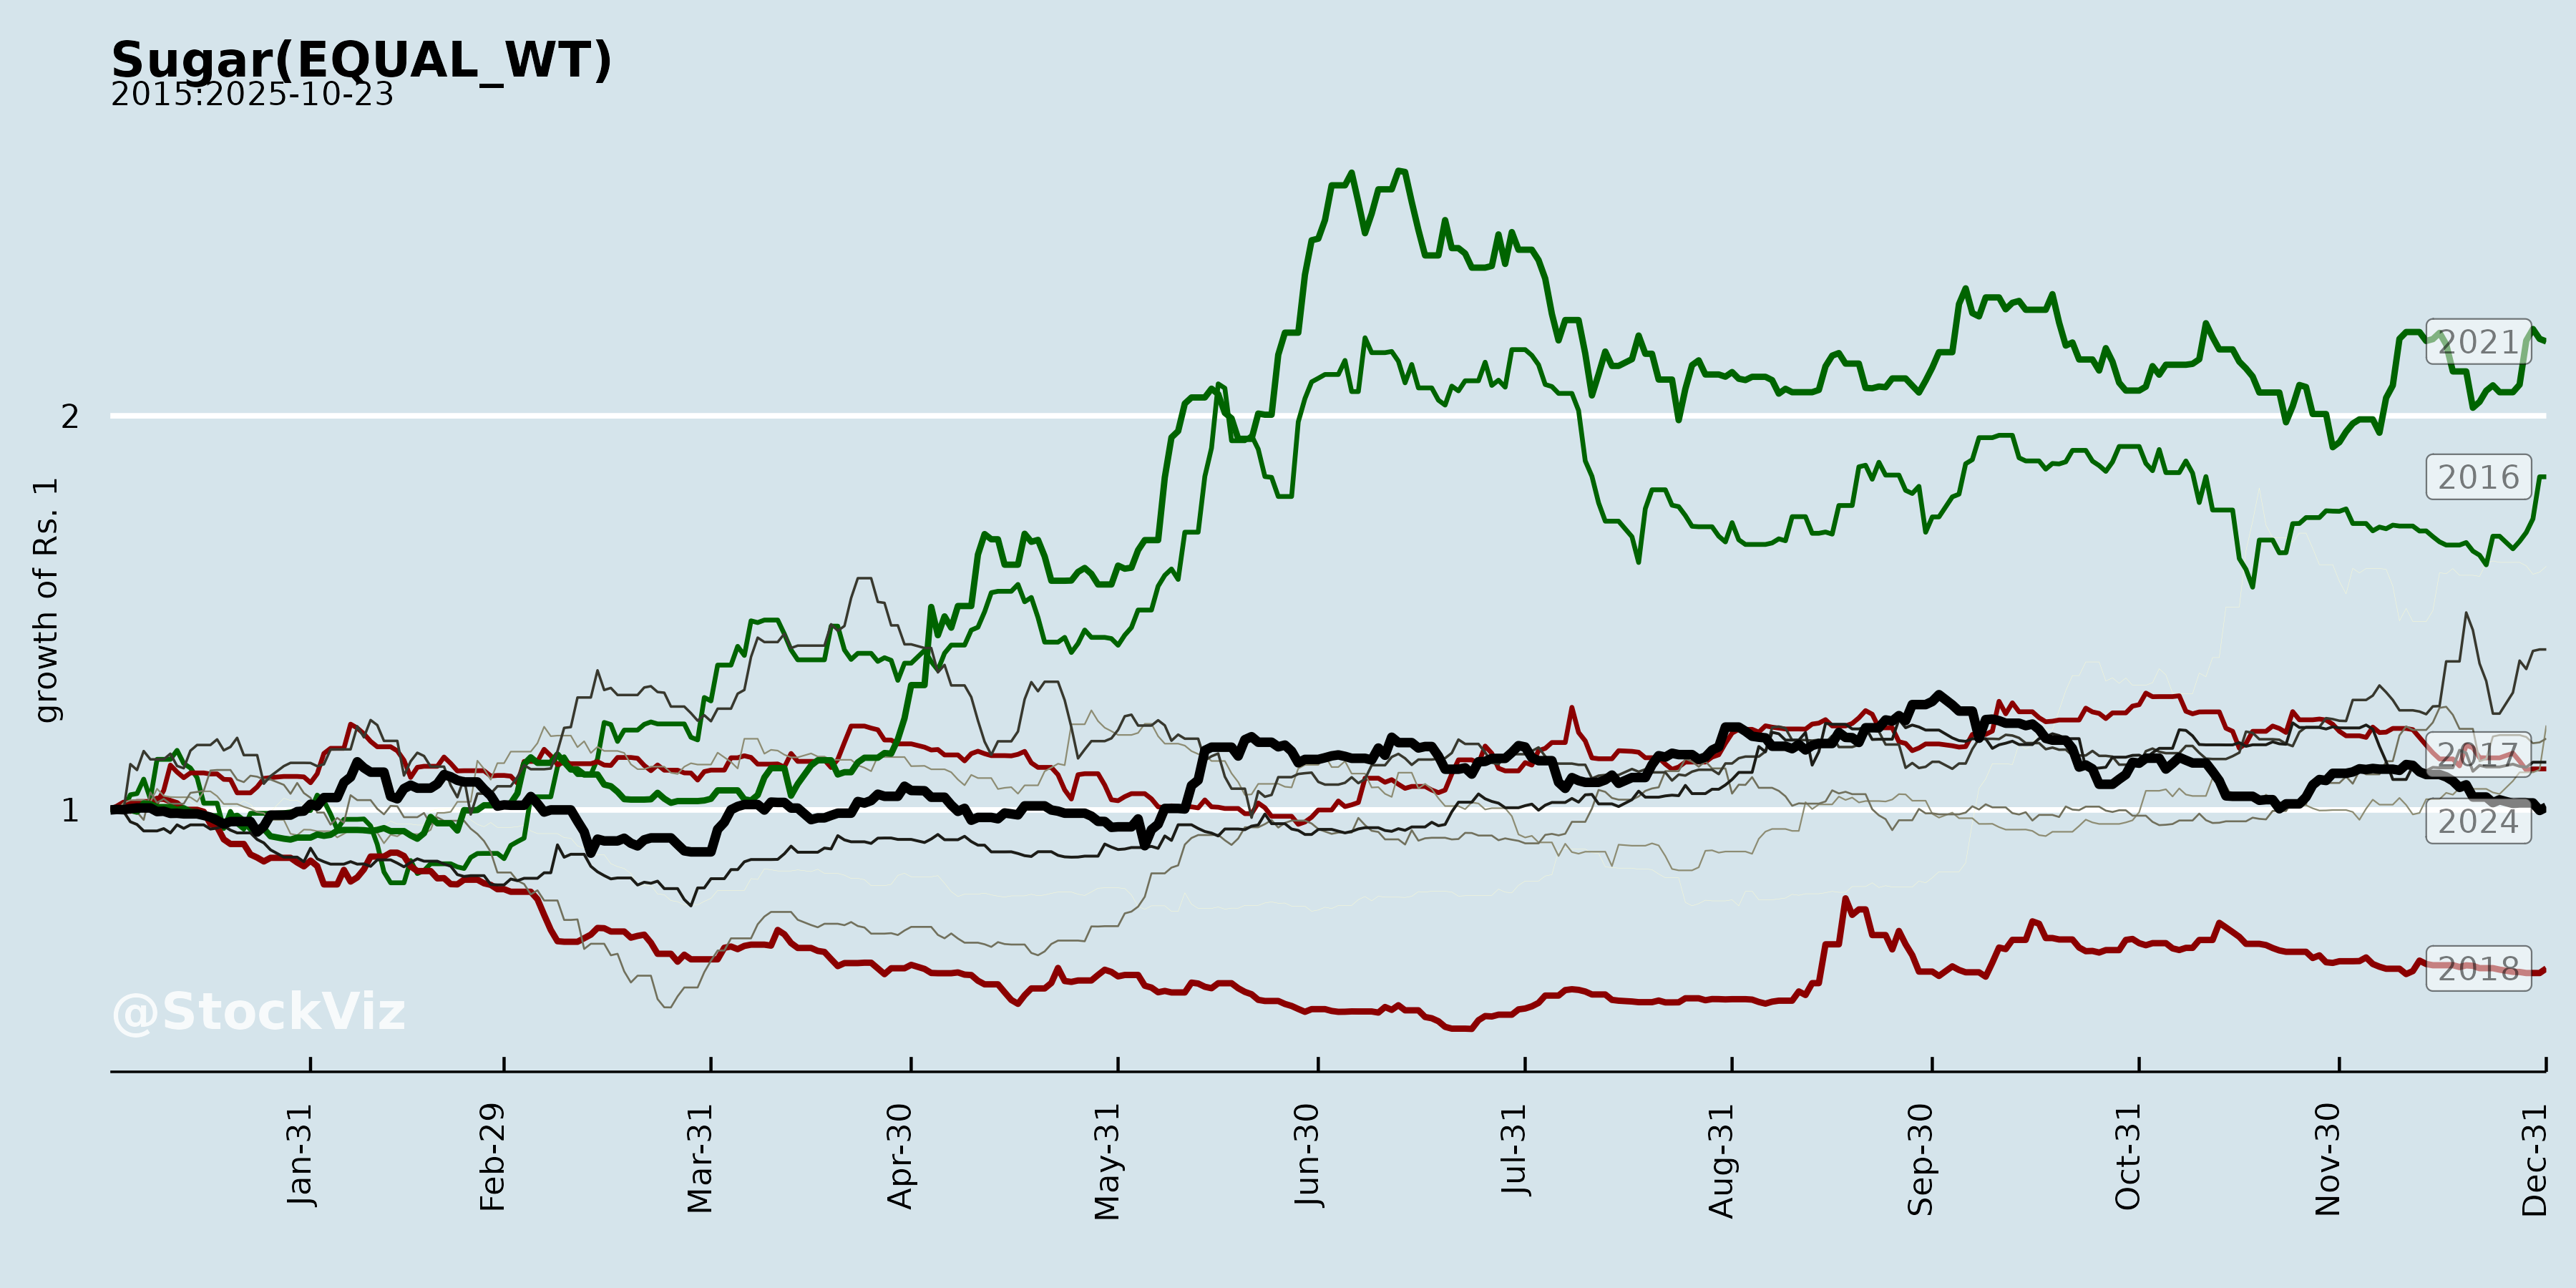 Sugar(EQUAL_WT)
2015:2025-10-23
growth of Rs. 1
2
1
2021
2016
2017
2024
2018
@StockViz
Jan-31
Feb-29
Mar-31
Apr-30
May-31
Jun-30
Jul-31
Aug-31
Sep-30
Oct-31
Nov-30
Dec-31